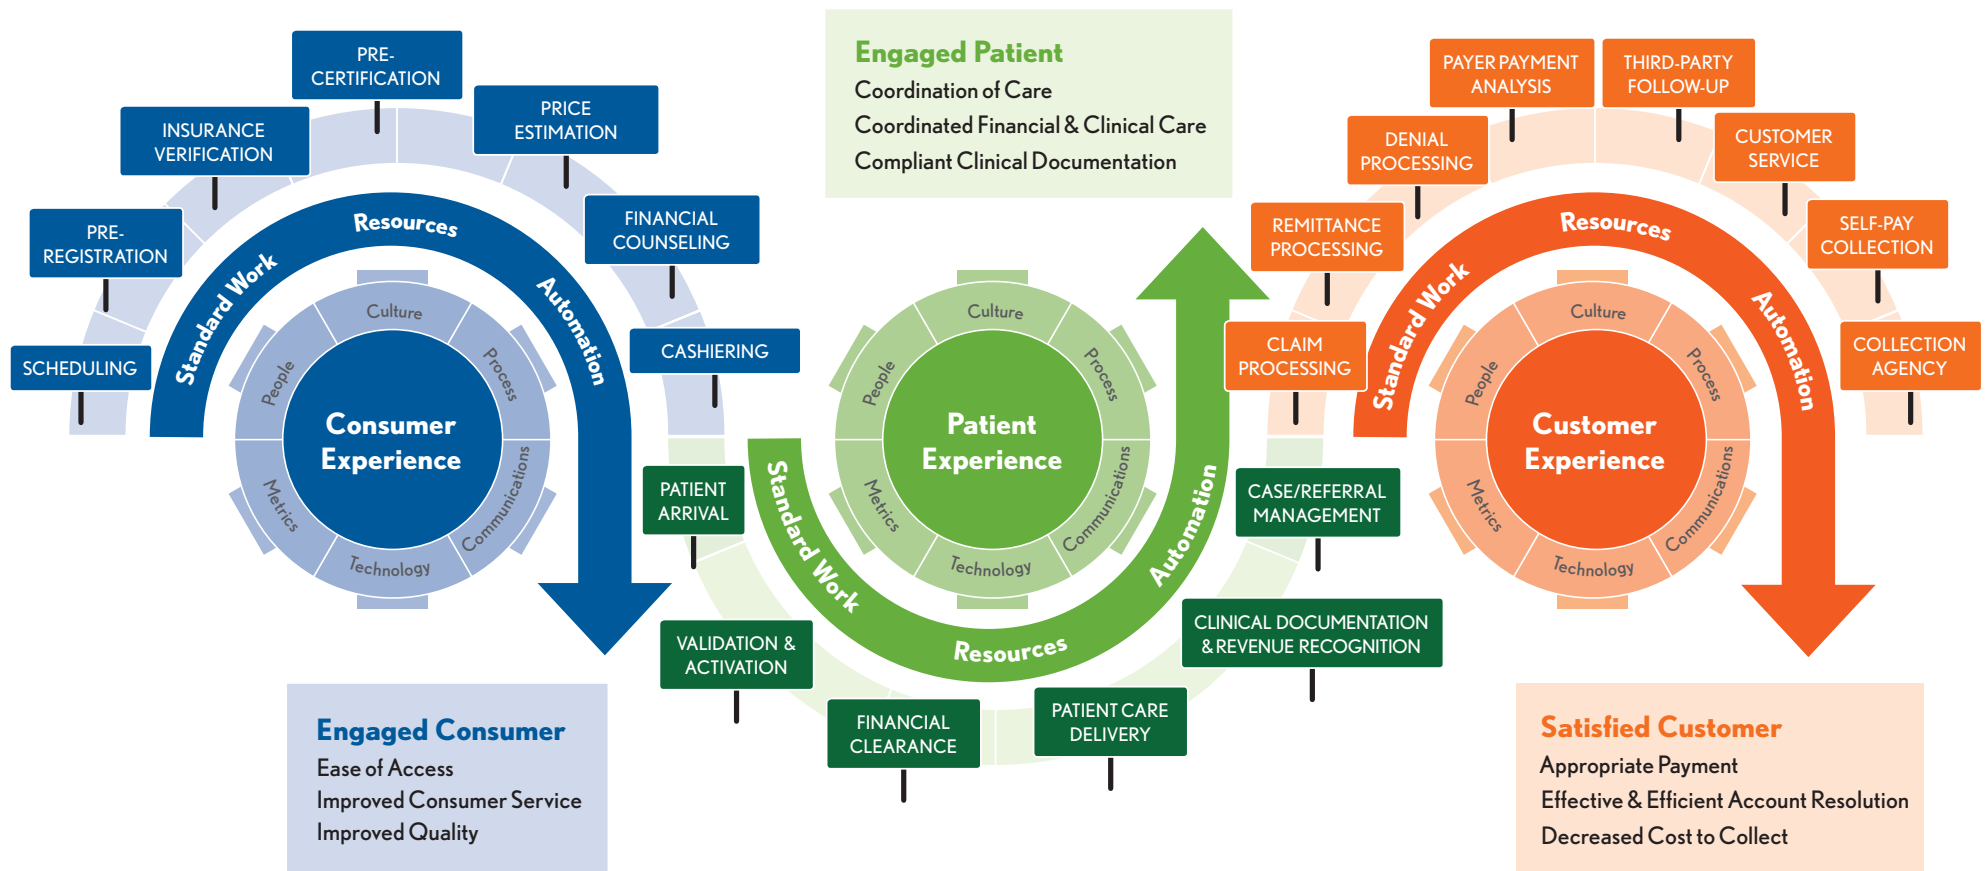 SCHEDULING
PRE-
REGISTRATION
INSURANCE
VERIFICATION
PRE-
CERTIFICATION
PRICE
ESTIMATION
FINANCIAL
COUNSELING
CASHIERING
Standard Work
Resources
Automation
Culture
Process
Communications
Technology
Metrics
People
Consumer
Experience
Engaged Consumer
Ease of Access
Improved Consumer Service
Improved Quality
Engaged Patient
Coordination of Care
Coordinated Financial & Clinical Care
Compliant Clinical Documentation
PATIENT
ARRIVAL
VALIDATION &
ACTIVATION
FINANCIAL
CLEARANCE
PATIENT CARE
DELIVERY
CLINICAL DOCUMENTATION
& REVENUE RECOGNITION
CASE/REFERRAL
MANAGEMENT
Standard Work
Resources
Automation
Culture
Process
Communications
Technology
Metrics
People
Patient
Experience
CLAIM
PROCESSING
REMITTANCE
PROCESSING
DENIAL
PROCESSING
PAYER PAYMENT
ANALYSIS
THIRD-PARTY
FOLLOW-UP
CUSTOMER
SERVICE
SELF-PAY
COLLECTION
COLLECTION
AGENCY
Standard Work
Resources
Automation
Culture
Process
Communications
Technology
Metrics
People
Customer
Experience
Satisfied Customer
Appropriate Payment
Effective & Efficient Account Resolution
Decreased Cost to Collect